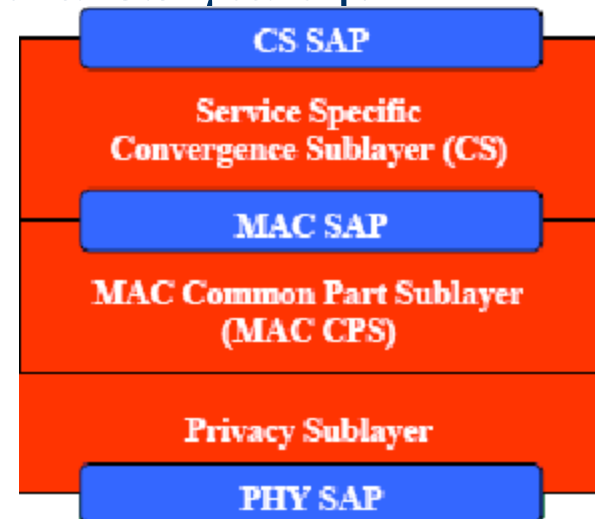 CS SAP
Service Specific
Convergence Sublayer (CS)
MAC SAP
MAC Common Part Sublayer
(MAC CPS)
Privacy Sublayer
PHY SAP